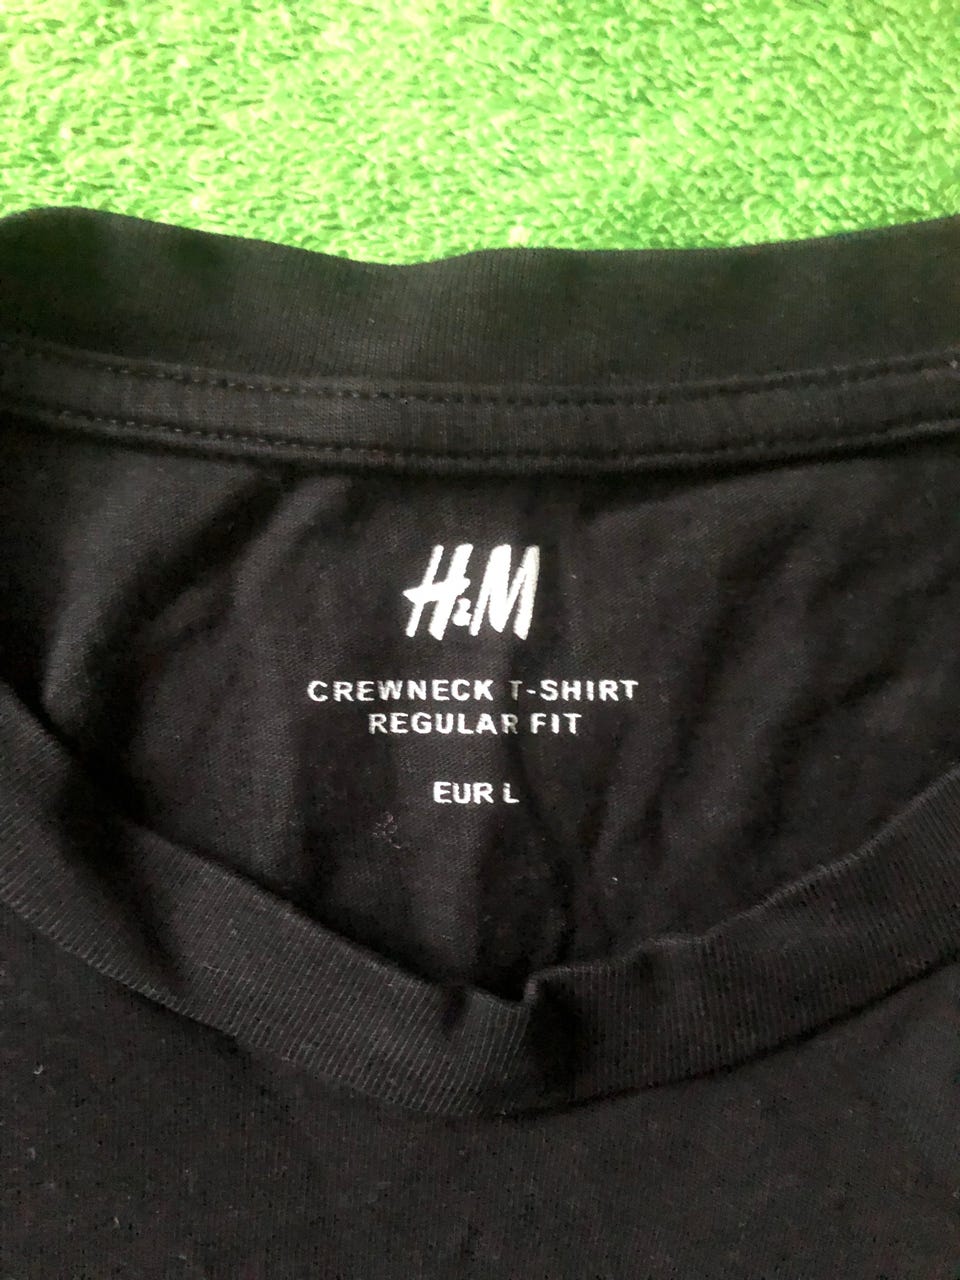 H&M
CREWNECK T-SHIRT
REGULAR FIT
EUR L